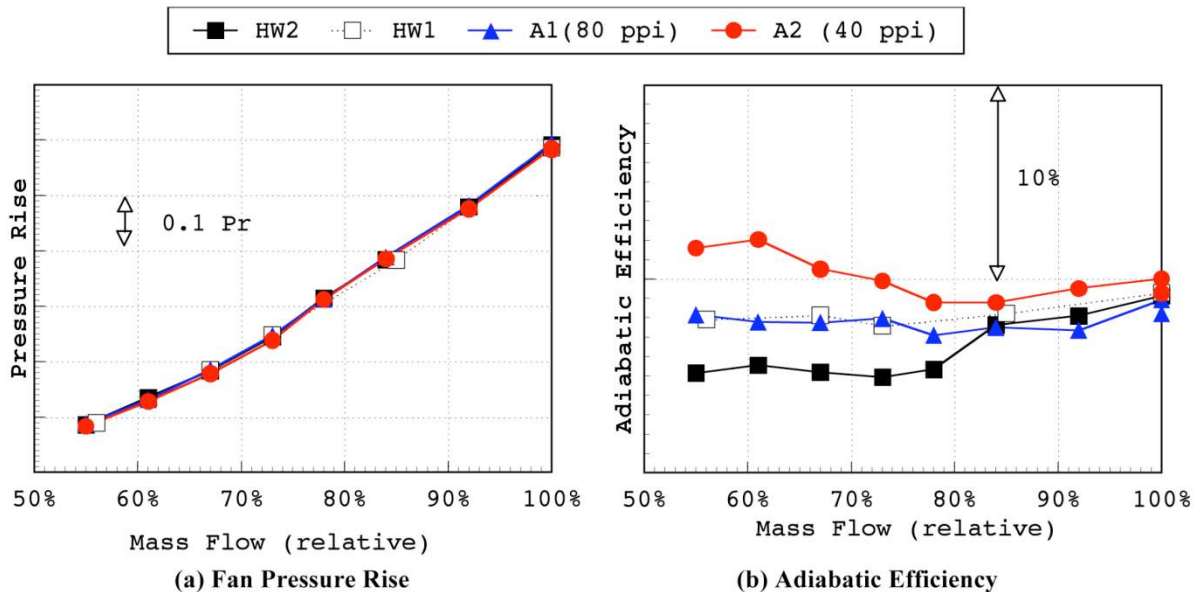 HW2 HW1 A1(80 ppi) A2 (40 ppi)
Pressure Rise
0.1 Pr
50% 60% 70% 80% 90% 100%
Mass Flow (relative)
(a) Fan Pressure Rise
Adiabatic Efficiency
10%
50% 60% 70% 80% 90% 100%
Mass Flow (relative)
(b) Adiabatic Efficiency